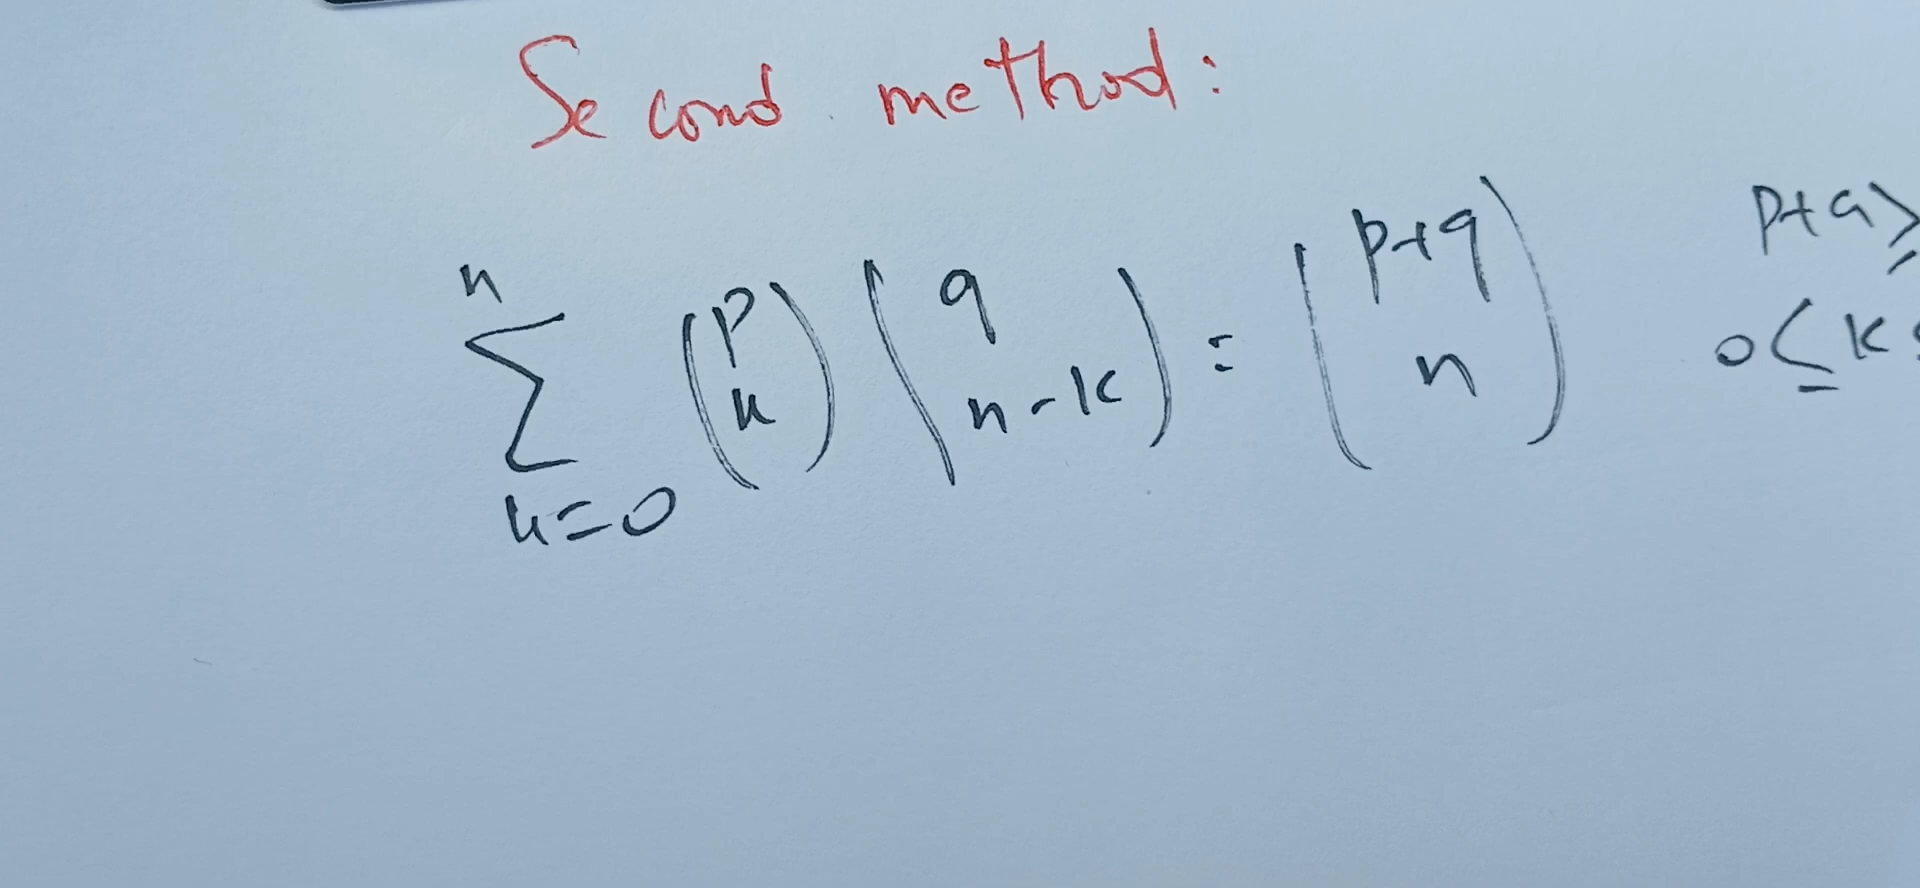 Second method:
n
∑ (p k) (q n-k) = (p+q n)
k=0
p+q ≥
0 ≤ k ≤